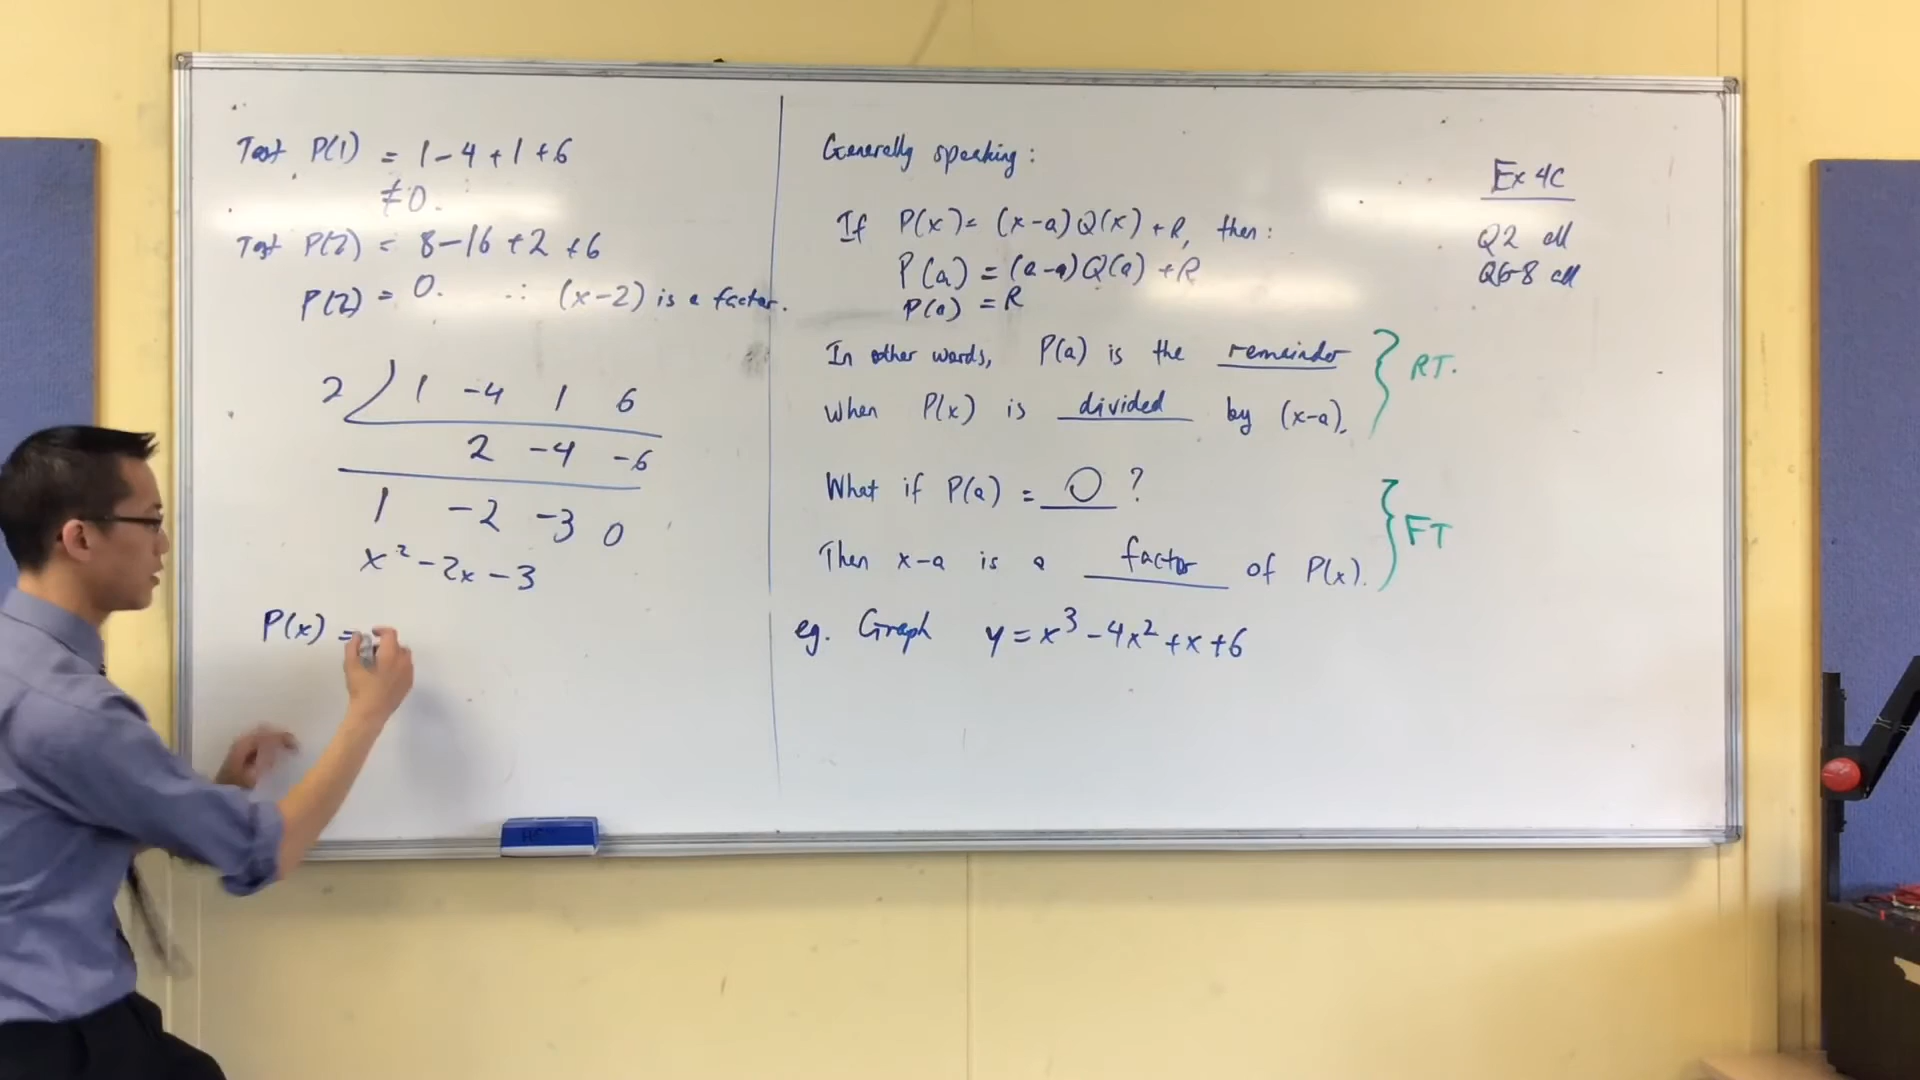 Test P(1) = 1-4+1+6
≠0.
Test P(2) = 8-16+2+6
P(2) = 0. ∴ (x-2) is a factor.
2 1 -4 1 6
2 -4 -6
1 -2 -3 0
x²-2x-3
P(x) =
Generally speaking:
If P(x)= (x-a)Q(x)+R, then:
P(a) = (a-a)Q(a)+R
P(a) = R
In other words, P(a) is the remainder
When P(x) is divided by (x-a).
} RT.
What if P(a) = 0 ?
Then x-a is a factor of P(x).
} FT
eg. Graph y = x³-4x²+x+6
Ex 4C
Q2 all
Q6-8 all